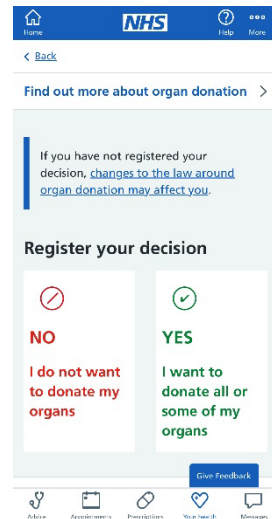 NHS
Home
Help
More
< Back
Find out more about organ donation >
If you have not registered your
decision, changes to the law around
organ donation may affect you.
Register your decision
NO
I do not want
to donate my
organs
YES
I want to
donate all or
some of my
organs
Give Feedback
Advice
Appointments
Prescriptions
Your health
Messages